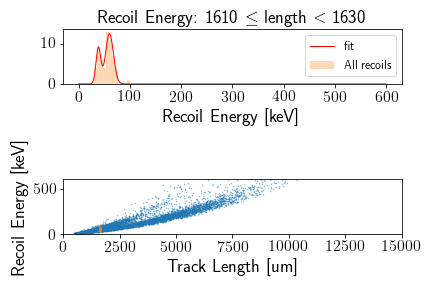 Recoil Energy: 1610 ≤ length < 1630
10
0
fit
All recoils
0 100 200 300 400 500 600
Recoil Energy [keV]
Recoil Energy [keV]
500
0
0 2500 5000 7500 10000 12500 15000
Track Length [um]